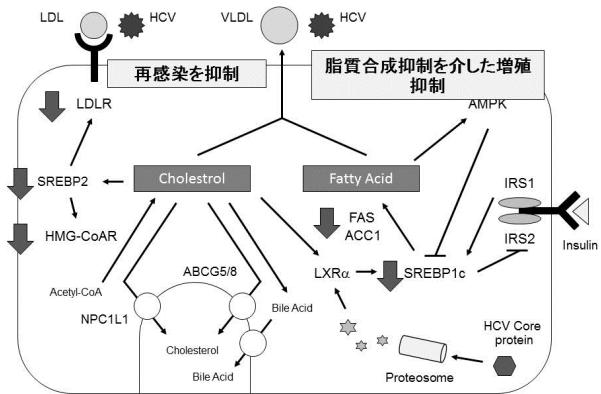 LDL
HCV
VLDL
HCV
再感染を抑制
脂質合成抑制を介した増殖
抑制
LDLR
AMPK
SREBP2
Cholestrol
Fatty Acid
IRS1
HMG-CoAR
FAS
ACC1
IRS2
Insulin
ABCG5/8
LXRα
SREBP1c
Acetyl-CoA
NPC1L1
Bile Acid
Cholesterol
HCV Core
protein
Bile Acid
Proteosome